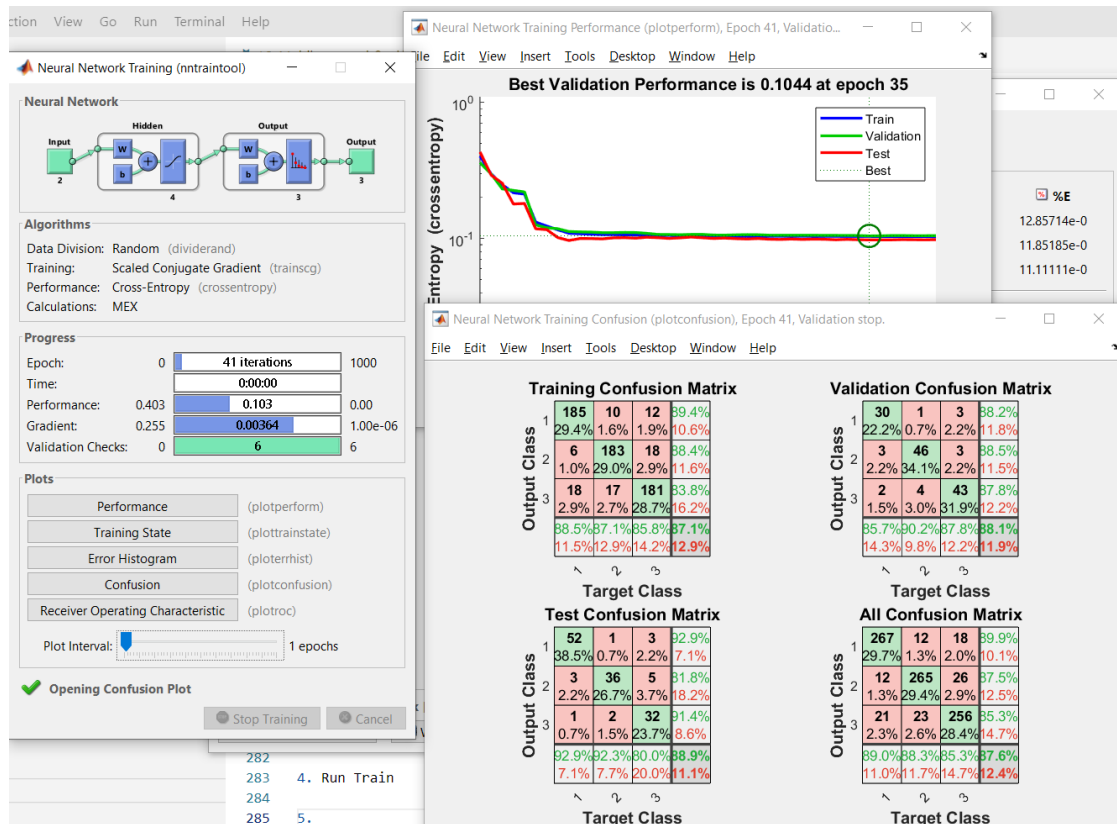 ction View Go Run Terminal Help
Neural Network Training (nntraintool)
Neural Network
Hidden
Output
Input
Output
W
b
W
b
2
3
4
3
Algorithms
Data Division: Random (dividerand)
Training: Scaled Conjugate Gradient (trainscg)
Performance: Cross-Entropy (crossentropy)
Calculations: MEX
Progress
Epoch: 0 41 iterations 1000
Time: 0:00:00
Performance: 0.403 0.103 0.00
Gradient: 0.255 0.00364 1.00e-06
Validation Checks: 0 6 6
Plots
Performance (plotperform)
Training State (plottrainstate)
Error Histogram (ploterrhist)
Confusion (plotconfusion)
Receiver Operating Characteristic (plotroc)
Plot Interval: 1 epochs
Opening Confusion Plot
Stop Training Cancel
282
283 4. Run Train
284
285 5.
Neural Network Training Performance (plotperform), Epoch 41, Validatio...
ile Edit View Insert Tools Desktop Window Help
Best Validation Performance is 0.1044 at epoch 35
10⁰
10⁻¹
Entropy (crossentropy)
Train
Validation
Test
Best
%E
12.85714e-0
11.85185e-0
11.11111e-0
Neural Network Training Confusion (plotconfusion), Epoch 41, Validation stop.
File Edit View Insert Tools Desktop Window Help
Training Confusion Matrix
Output Class
1 185 10 12 89.4%
29.4% 1.6% 1.9% 10.6%
2 6 183 18 88.4%
1.0% 29.0% 2.9% 11.6%
3 18 17 181 83.8%
2.9% 2.7% 28.7% 16.2%
88.5% 87.1% 85.8% 87.1%
11.5% 12.9% 14.2% 12.9%
1 2 3
Target Class
Validation Confusion Matrix
Output Class
1 30 1 3 88.2%
22.2% 0.7% 2.2% 11.8%
2 3 46 3 88.5%
2.2% 34.1% 2.2% 11.5%
3 2 4 43 87.8%
1.5% 3.0% 31.9% 12.2%
85.7% 90.2% 87.8% 88.1%
14.3% 9.8% 12.2% 11.9%
1 2 3
Target Class
Test Confusion Matrix
Output Class
1 52 1 3 92.9%
38.5% 0.7% 2.2% 7.1%
2 3 36 5 81.8%
2.2% 26.7% 3.7% 18.2%
3 1 2 32 91.4%
0.7% 1.5% 23.7% 8.6%
92.9% 92.3% 80.0% 88.9%
7.1% 7.7% 20.0% 11.1%
1 2 3
Target Class
All Confusion Matrix
Output Class
1 267 12 18 89.9%
29.7% 1.3% 2.0% 10.1%
2 12 265 26 87.5%
1.3% 29.4% 2.9% 12.5%
3 21 23 256 85.3%
2.3% 2.6% 28.4% 14.7%
89.0% 88.3% 85.3% 87.6%
11.0% 11.7% 14.7% 12.4%
1 2 3
Target Class